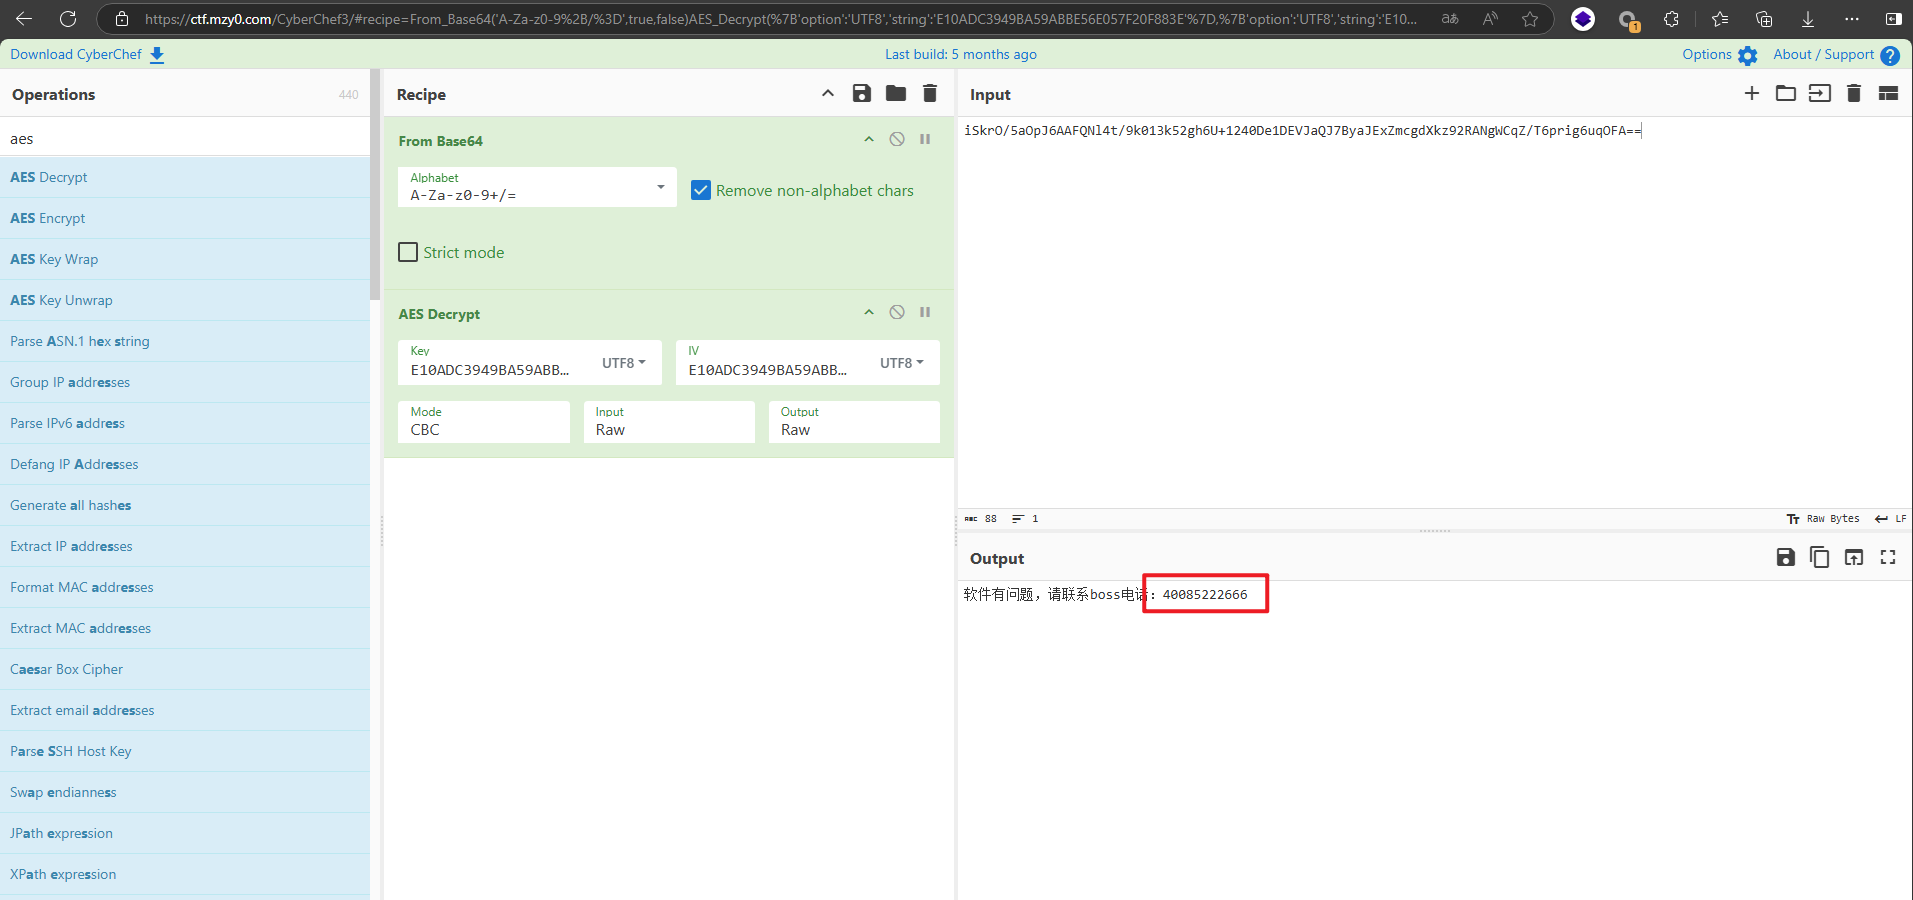 https://ctf.mzy0.com/CyberChef3/#recipe=From_Base64('A-Za-z0-9%2B/%3D',true,false)AES_Decrypt(%7B'option':'UTF8','string':'E10ADC3949BA59ABBE56E057F20F883E'%7D,%7B'option':'UTF8','string':'E10...
aあ
A
1
Download CyberChef
Last build: 5 months ago
Options
About / Support
Operations
440
aes
AES Decrypt
AES Encrypt
AES Key Wrap
AES Key Unwrap
Parse ASN.1 hex string
Group IP addresses
Parse IPv6 address
Defang IP Addresses
Generate all hashes
Extract IP addresses
Format MAC addresses
Extract MAC addresses
Caesar Box Cipher
Extract email addresses
Parse SSH Host Key
Swap endianness
JPath expression
XPath expression
Recipe
From Base64
Alphabet
A-Za-z0-9+/=
Remove non-alphabet chars
Strict mode
AES Decrypt
Key
E10ADC3949BA59ABB...
UTF8
IV
E10ADC3949BA59ABB...
UTF8
Mode
CBC
Input
Raw
Output
Raw
Input
iSkrO/5aOpJ6AAFQNl4t/9k013k52gh6U+1240De1DEVJaQJ7ByaJExZmcgdXkz92RANgWCqZ/T6prig6uqOFA==
ABC 88
1
Tт Raw Bytes
LF
Output
软件有问题，请联系boss电话：40085222666